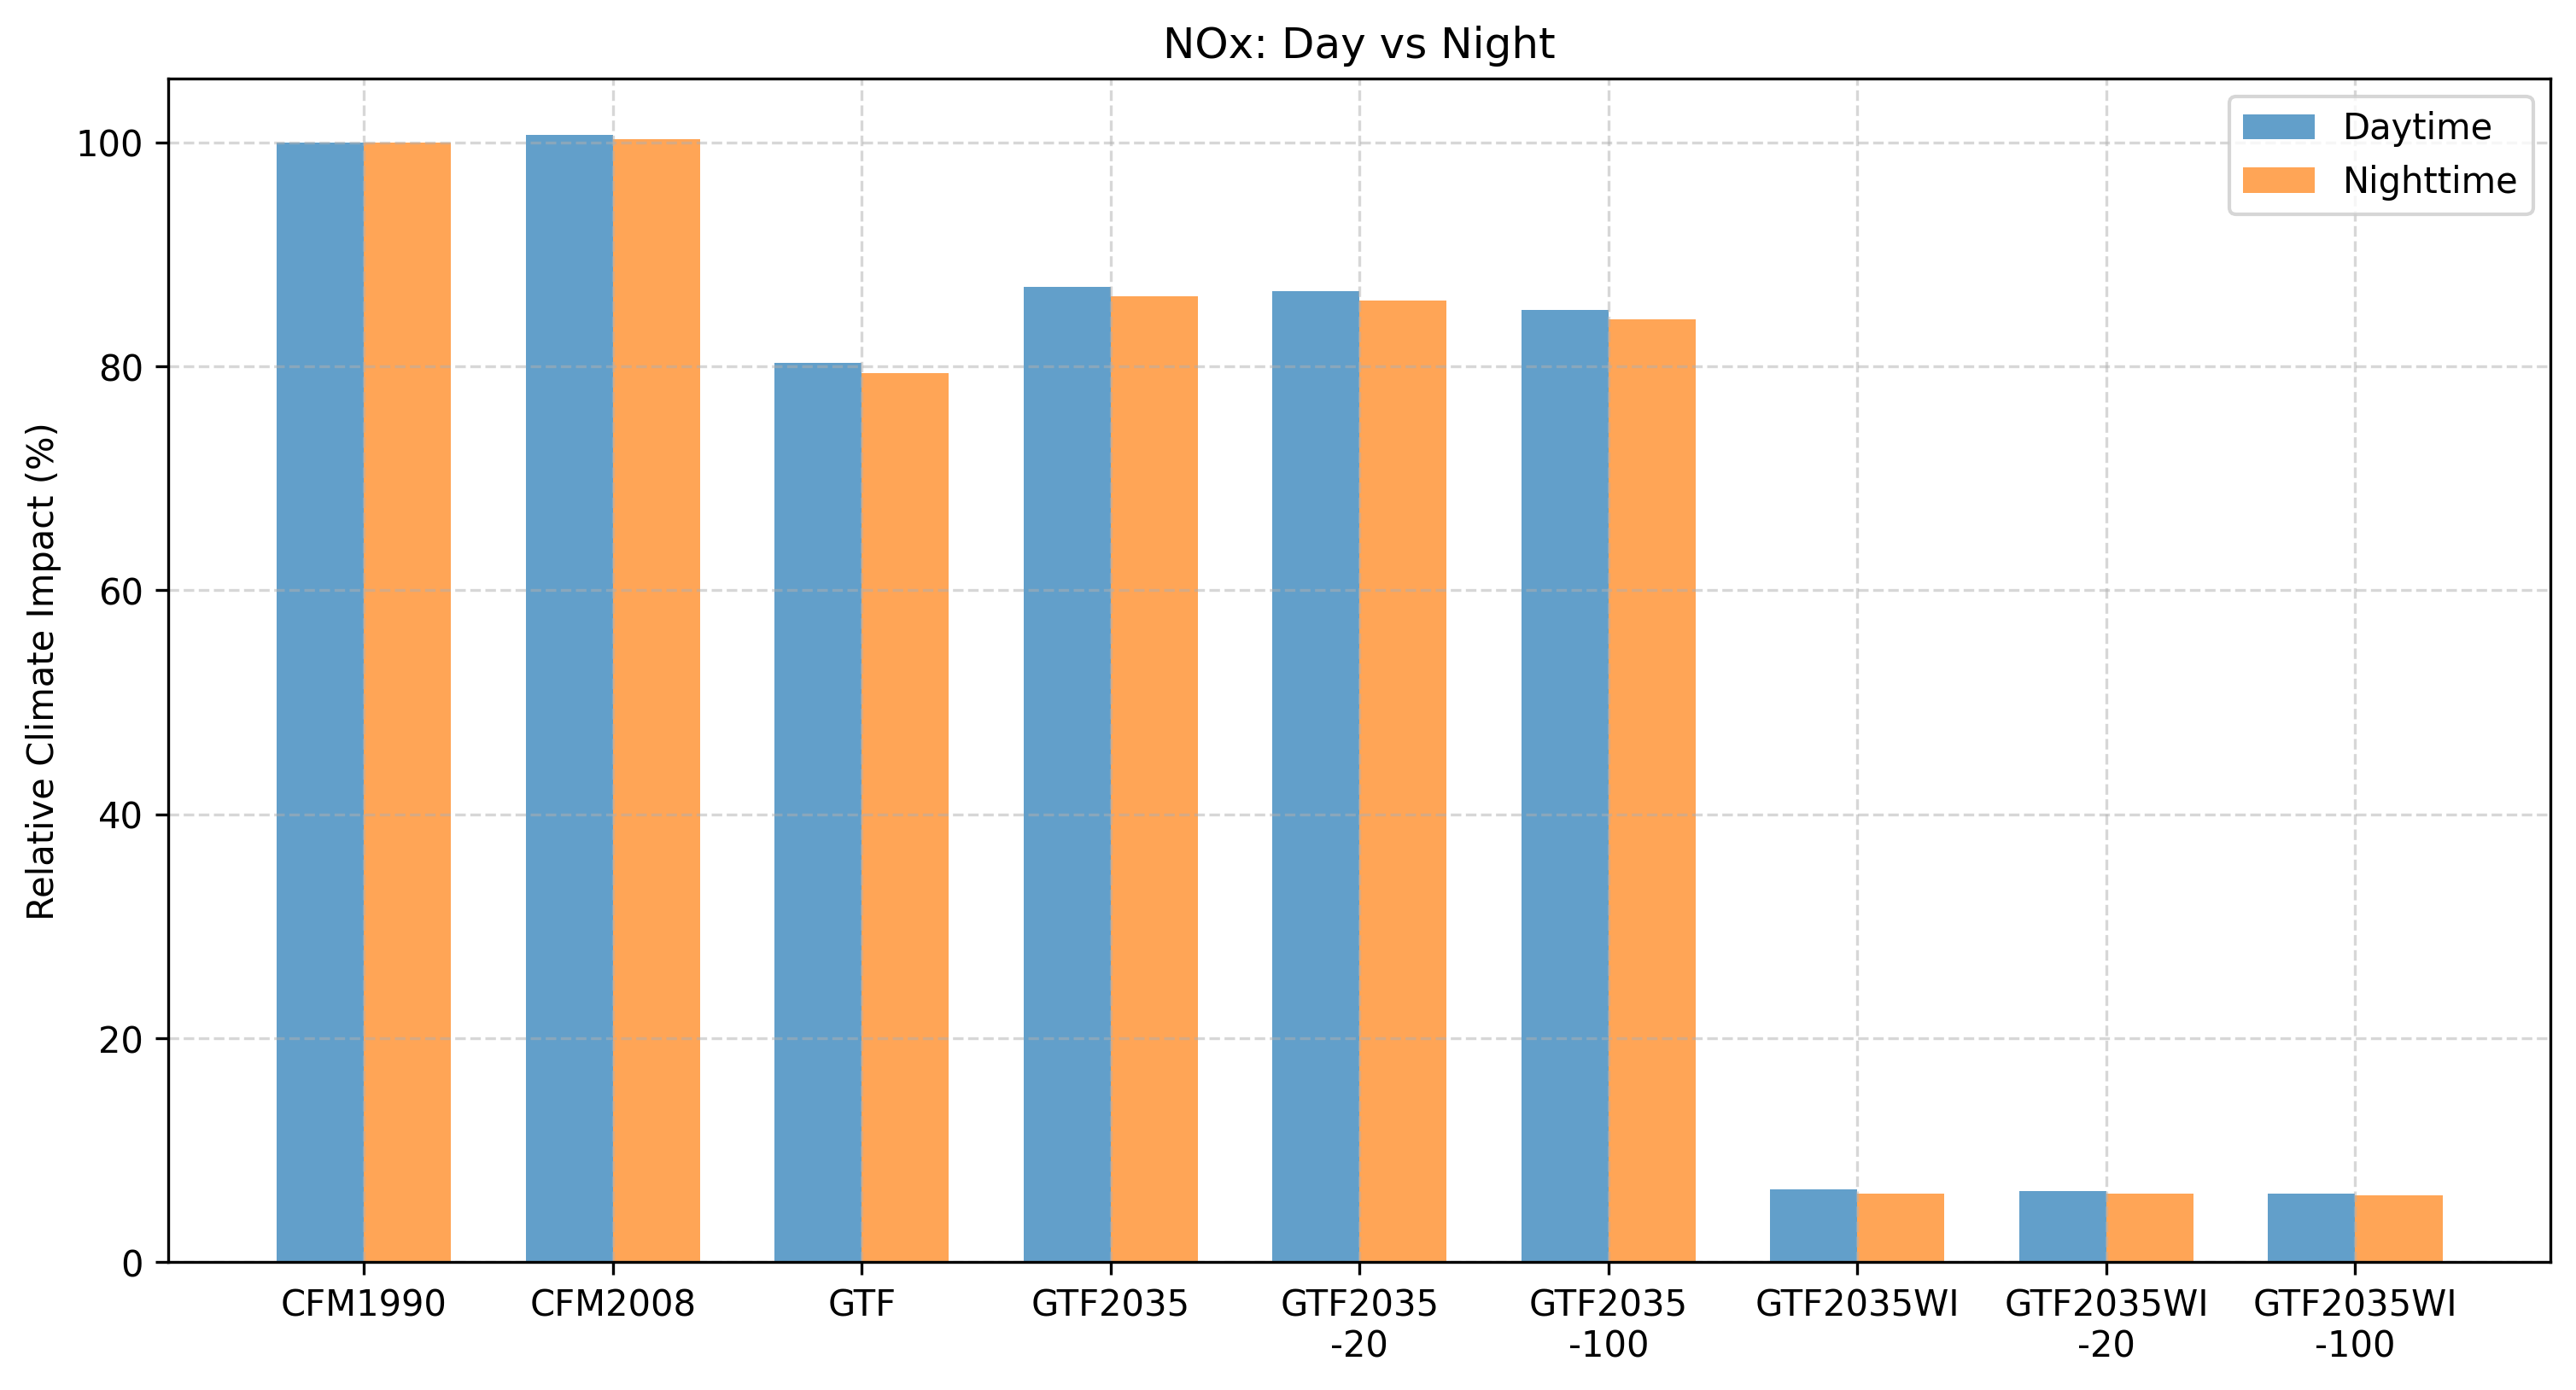 NOx: Day vs Night
Relative Climate Impact (%)
100
80
60
40
20
0
Daytime
Nighttime
CFM1990
CFM2008
GTF
GTF2035
GTF2035
-20
GTF2035
-100
GTF2035WI
GTF2035WI
-20
GTF2035WI
-100